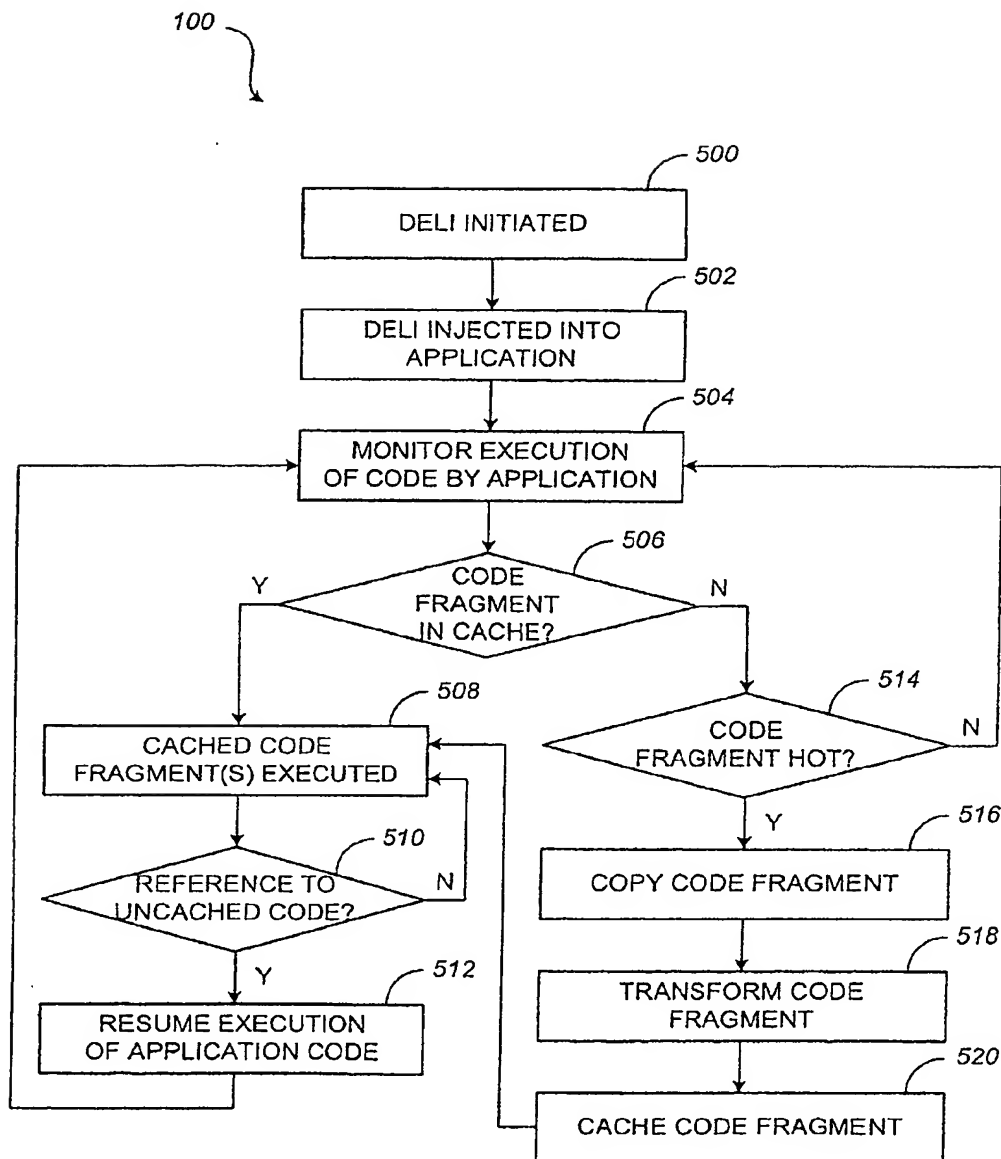 100
500
DELI INITIATED
502
DELI INJECTED INTO
APPLICATION
504
MONITOR EXECUTION
OF CODE BY APPLICATION
506
Y
CODE
FRAGMENT
IN CACHE?
N
508
CACHED CODE
FRAGMENT(S) EXECUTED
514
CODE
FRAGMENT HOT?
N
Y
510
REFERENCE TO
UNCACHED CODE?
N
Y
516
COPY CODE FRAGMENT
512
RESUME EXECUTION
OF APPLICATION CODE
518
TRANSFORM CODE
FRAGMENT
520
CACHE CODE FRAGMENT